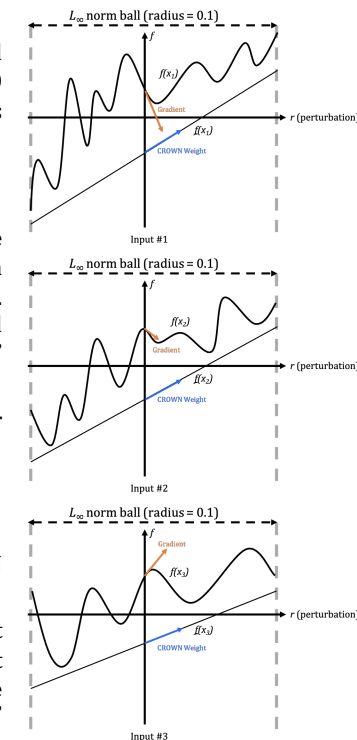 L∞ norm ball (radius = 0.1)
f
f(x₁)
Gradient
r (perturbation)
f(x₁)
CROWN Weight
Input #1
L∞ norm ball (radius = 0.1)
f
f(x₂)
Gradient
r (perturbation)
f(x₂)
CROWN Weight
Input #2
L∞ norm ball (radius = 0.1)
f
Gradient
f(x₃)
r (perturbation)
f(x₃)
CROWN Weight
Input #3